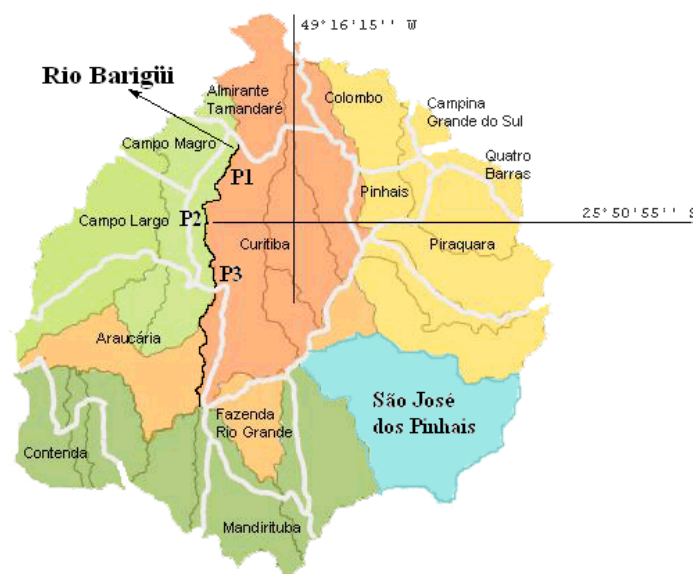 49°16'15'' W
Rio Barigüi
Almirante
Tamandaré
Colombo
Campina
Grande do Sul
Campo Magro
Quatro
Barras
P1
Pinhais
Campo Largo
P2
25°50'55'' S
Curitiba
Piraquara
P3
Araucária
São José
dos Pinhais
Fazenda
Rio Grande
Contenda
Mandirituba